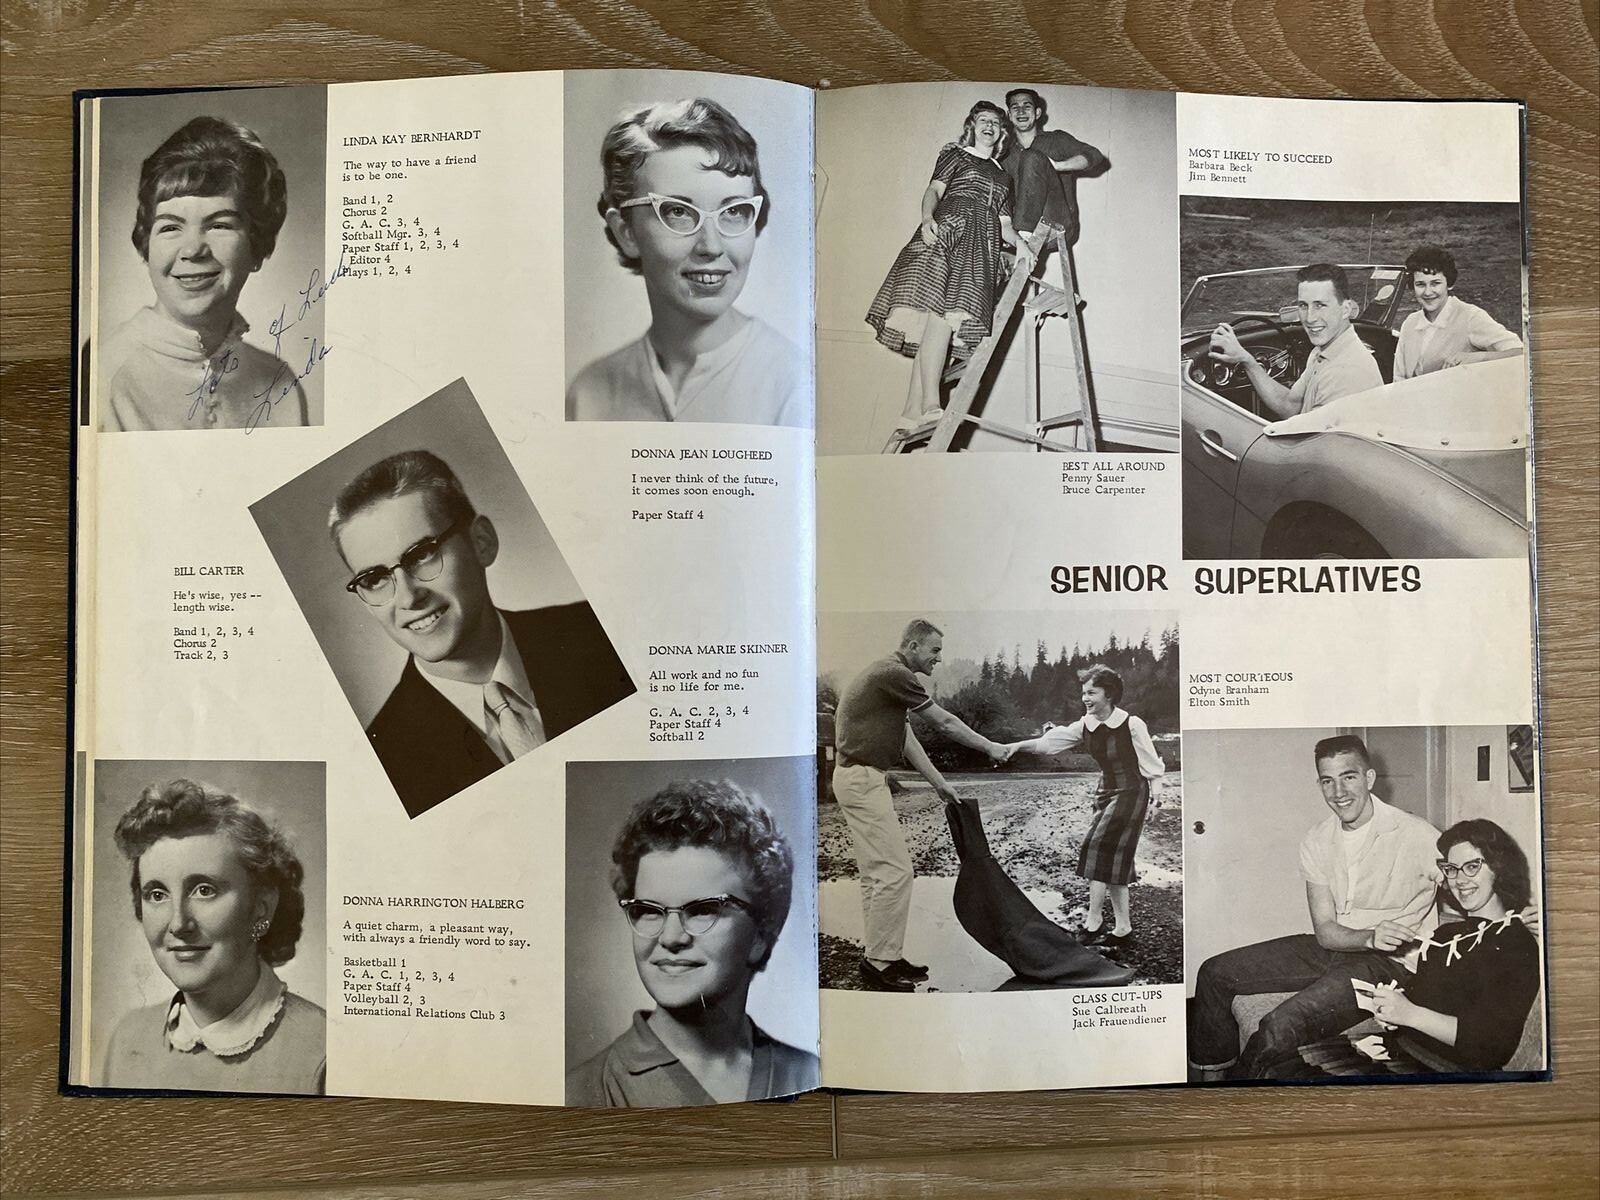 LINDA KAY BERNHARDT
The way to have a friend
is to be one.
Band 1, 2
Chorus 2
G. A. C. 3, 4
Softball Mgr. 3, 4
Paper Staff 1, 2, 3, 4
Editor 4
Plays 1, 2, 4
Lots of Luck
Linda
DONNA JEAN LOUGHEED
I never think of the future,
it comes soon enough.
Paper Staff 4
BILL CARTER
He's wise, yes --
length wise.
Band 1, 2, 3, 4
Chorus 2
Track 2, 3
DONNA MARIE SKINNER
All work and no fun
is no life for me.
G. A. C. 2, 3, 4
Paper Staff 4
Softball 2
DONNA HARRINGTON HALBERG
A quiet charm, a pleasant way,
with always a friendly word to say.
Basketball 1
G. A. C. 1, 2, 3, 4
Paper Staff 4
Volleyball 2, 3
International Relations Club 3
MOST LIKELY TO SUCCEED
Barbara Beck
Jim Bennett
BEST ALL AROUND
Penny Sauer
Bruce Carpenter
SENIOR SUPERLATIVES
MOST COURTEOUS
Odyne Branham
Elton Smith
CLASS CUT-UPS
Sue Calbreath
Jack Frauendiener